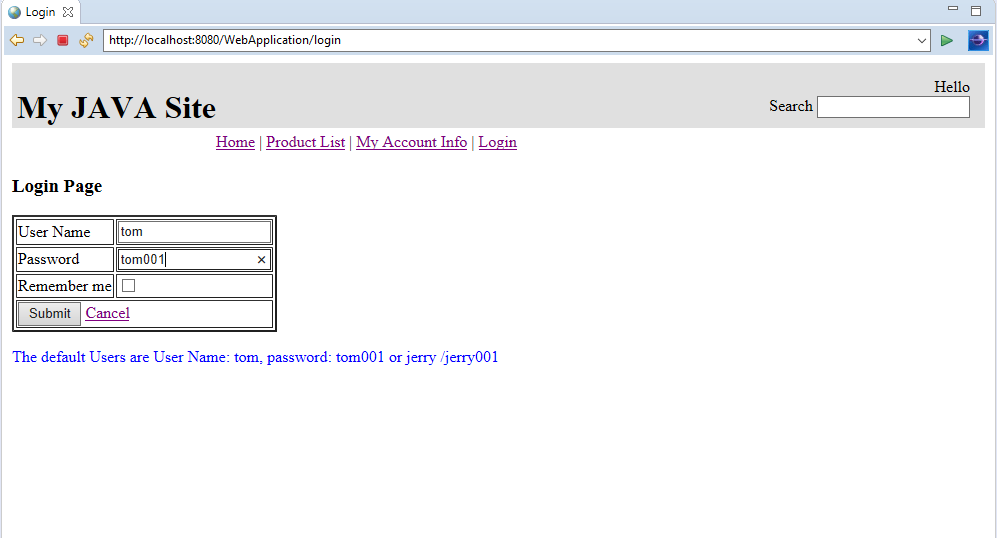 Login
http://localhost:8080/WebApplication/login
Hello
My JAVA Site
Search
Home | Product List | My Account Info | Login
Login Page
User Name tom
Password tom001
Remember me
Submit Cancel
The default Users are User Name: tom, password: tom001 or jerry /jerry001